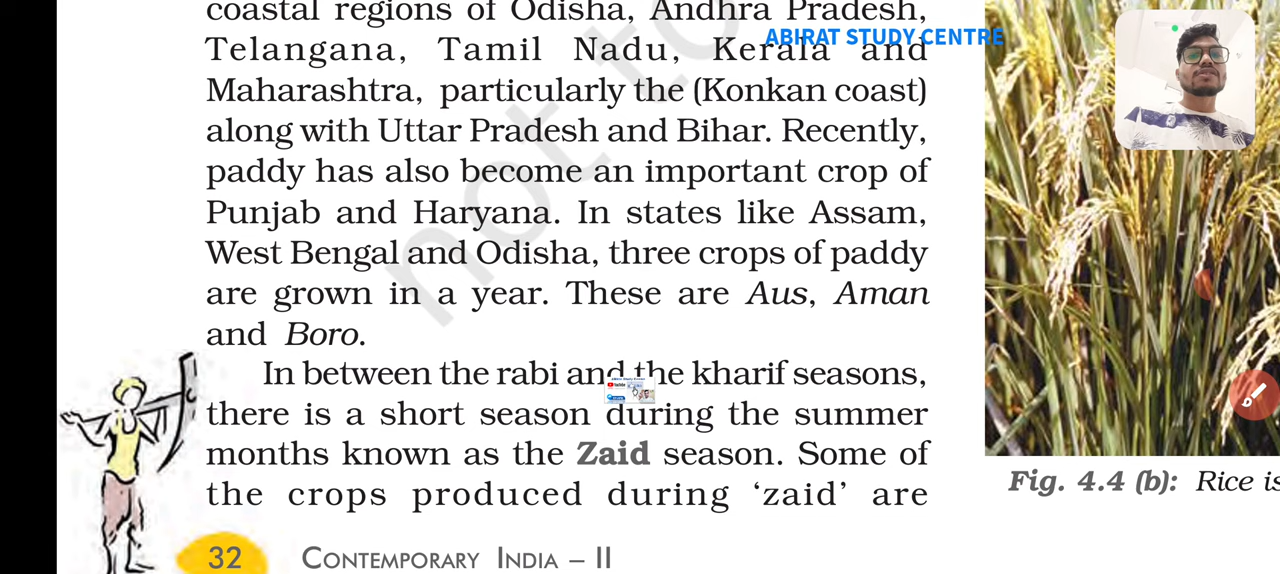 coastal regions of Odisha, Andhra Pradesh,
ABIRAT STUDY CENTRE
Telangana, Tamil Nadu, Kerala and
Maharashtra, particularly the (Konkan coast)
along with Uttar Pradesh and Bihar. Recently,
paddy has also become an important crop of
Punjab and Haryana. In states like Assam,
West Bengal and Odisha, three crops of paddy
are grown in a year. These are Aus, Aman
and Boro.
In between the rabi and the kharif seasons,
there is a short season during the summer
months known as the Zaid season. Some of
the crops produced during ‘zaid’ are
Fig. 4.4 (b): Rice is
32 CONTEMPORARY INDIA – II
not to